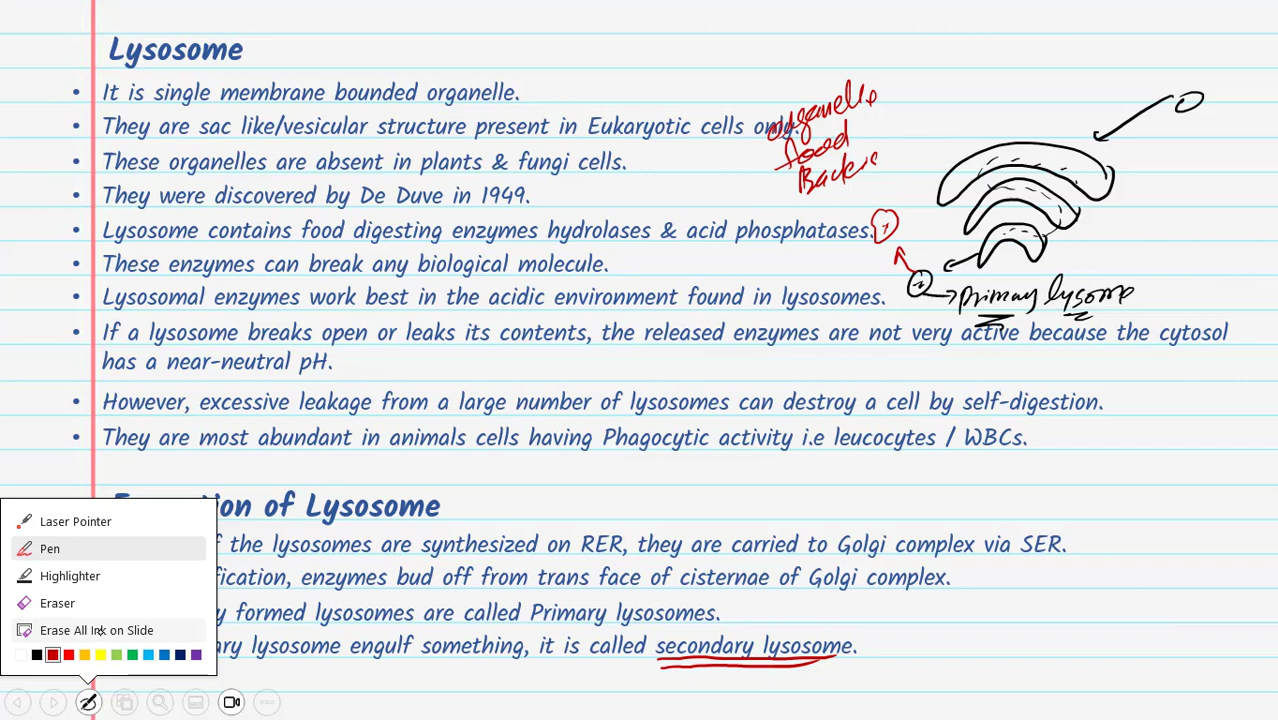 Lysosome
• It is single membrane bounded organelle.
• They are sac like/vesicular structure present in Eukaryotic cells only.
• These organelles are absent in plants & fungi cells.
• They were discovered by De Duve in 1949.
• Lysosome contains food digesting enzymes hydrolases & acid phosphatases.
• These enzymes can break any biological molecule.
• Lysosomal enzymes work best in the acidic environment found in lysosomes.
• If a lysosome breaks open or leaks its contents, the released enzymes are not very active because the cytosol
has a near-neutral pH.
• However, excessive leakage from a large number of lysosomes can destroy a cell by self-digestion.
• They are most abundant in animals cells having Phagocytic activity i.e leucocytes / WBCs.
organelle
food
primary lysosome
of Lysosome
the lysosomes are synthesized on RER, they are carried to Golgi complex via SER.
enzymes bud off from trans face of cisternae of Golgi complex.
formed lysosomes are called Primary lysosomes.
lysosome engulf something, it is called secondary lysosome.
Laser Pointer
Pen
Highlighter
Eraser
Erase All Ink on Slide